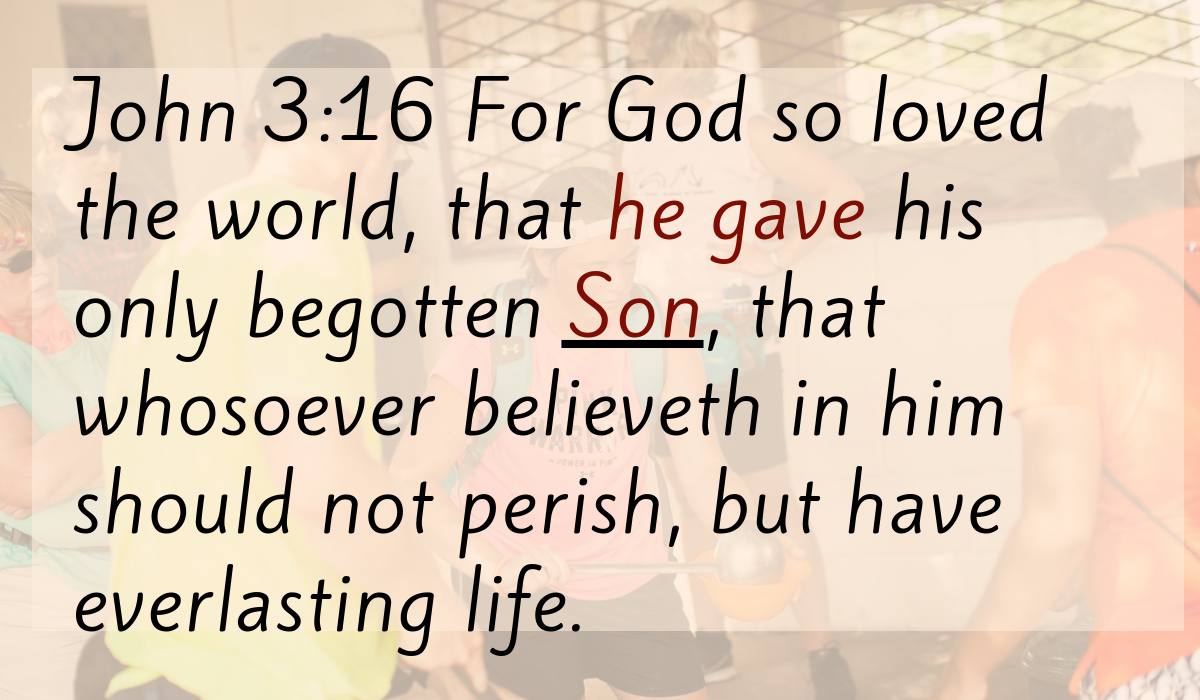 John 3:16 For God so loved
the world, that he gave his
only begotten Son, that
whosoever believeth in him
should not perish, but have
everlasting life.